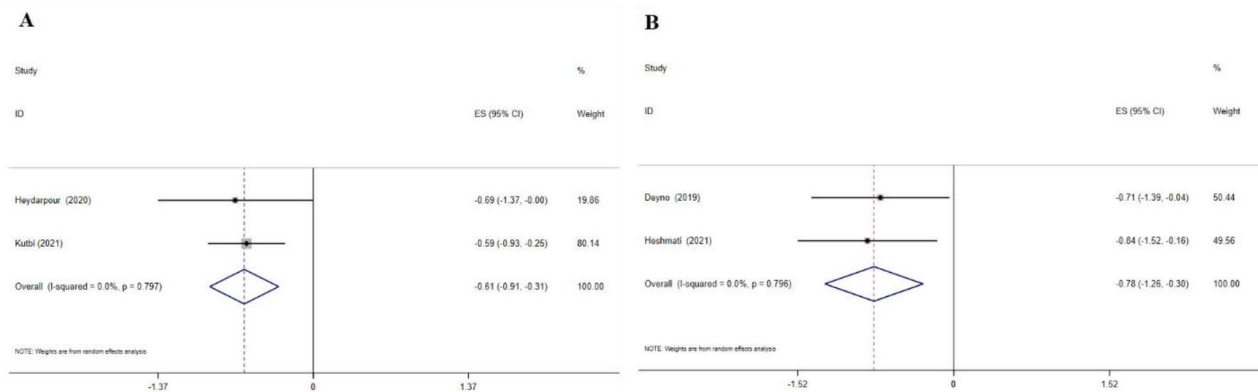 A
Study %
ID ES (95% CI) Weight
Heydarpour (2020) -0.69 (-1.37, -0.00) 19.86
Kutbi (2021) -0.59 (-0.93, -0.25) 80.14
Overall (I-squared = 0.0%, p = 0.797) -0.61 (-0.91, -0.31) 100.00
NOTE: Weights are from random effects analysis
-1.37 0 1.37
B
Study %
ID ES (95% CI) Weight
Deyno (2019) -0.71 (-1.39, -0.04) 50.44
Heshmati (2021) -0.84 (-1.52, -0.16) 49.56
Overall (I-squared = 0.0%, p = 0.796) -0.78 (-1.26, -0.30) 100.00
NOTE: Weights are from random effects analysis
-1.52 0 1.52